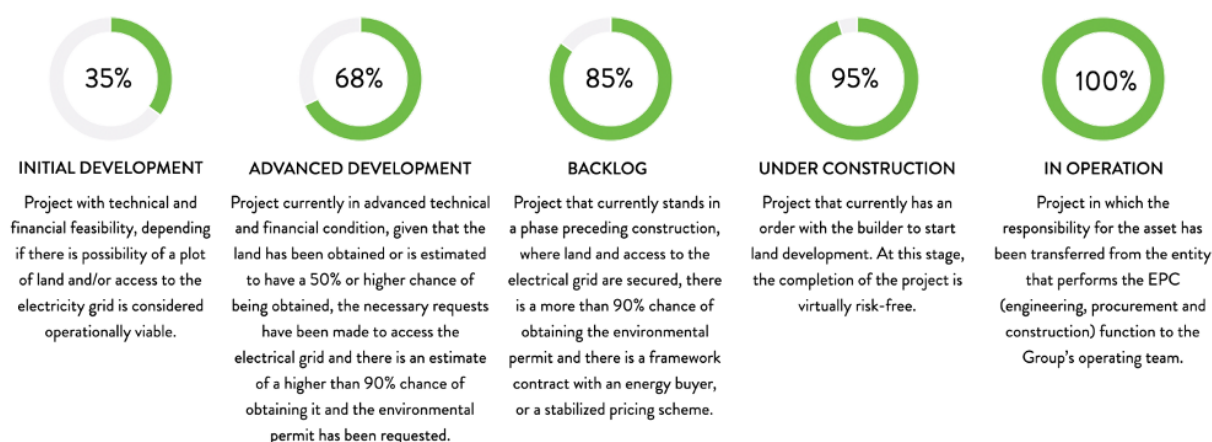 35%
INITIAL DEVELOPMENT
Project with technical and
financial feasibility, depending
if there is possibility of a plot
of land and/or access to the
electricity grid is considered
operationally viable.
68%
ADVANCED DEVELOPMENT
Project currently in advanced technical
and financial condition, given that the
land has been obtained or is estimated
to have a 50% or higher chance of
being obtained, the necessary requests
have been made to access the
electrical grid and there is an estimate
of a higher than 90% chance of
obtaining it and the environmental
permit has been requested.
85%
BACKLOG
Project that currently stands in
a phase preceding construction,
where land and access to the
electrical grid are secured, there
is a more than 90% chance of
obtaining the environmental
permit and there is a framework
contract with an energy buyer,
or a stabilized pricing scheme.
95%
UNDER CONSTRUCTION
Project that currently has an
order with the builder to start
land development. At this stage,
the completion of the project is
virtually risk-free.
100%
IN OPERATION
Project in which the
responsibility for the asset has
been transferred from the entity
that performs the EPC
(engineering, procurement and
construction) function to the
Group's operating team.